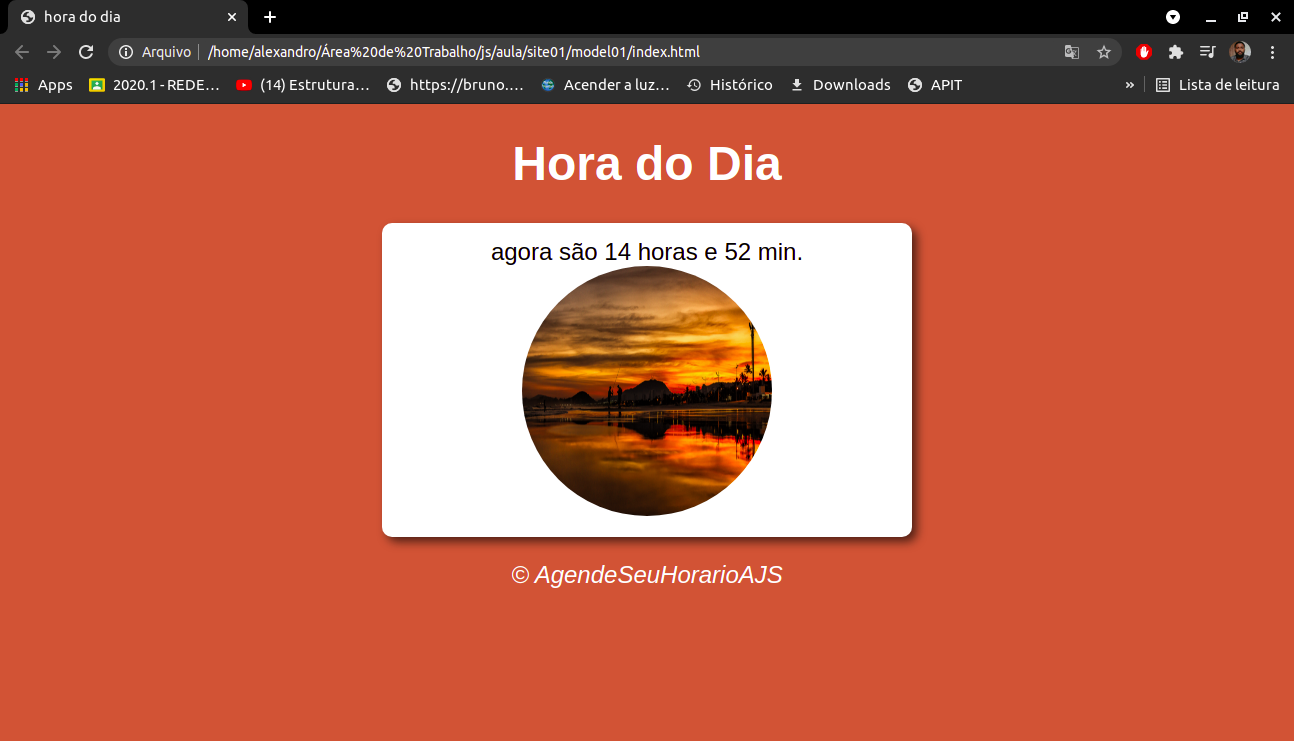 hora do dia
Arquivo | /home/alexandro/Área%20de%20Trabalho/js/aula/site01/model01/index.html
Apps 2020.1 - REDE… (14) Estrutura… https://bruno.… Acender a luz… Histórico Downloads APIT » Lista de leitura
Hora do Dia
agora são 14 horas e 52 min.
© AgendeSeuHorarioAJS